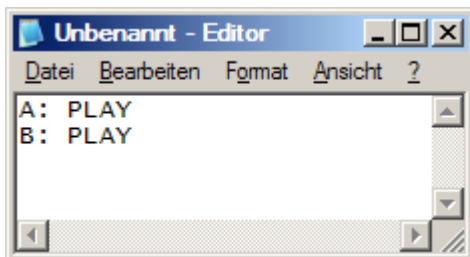 Unbenannt - Editor
Datei Bearbeiten Format Ansicht ?
A: PLAY
B: PLAY